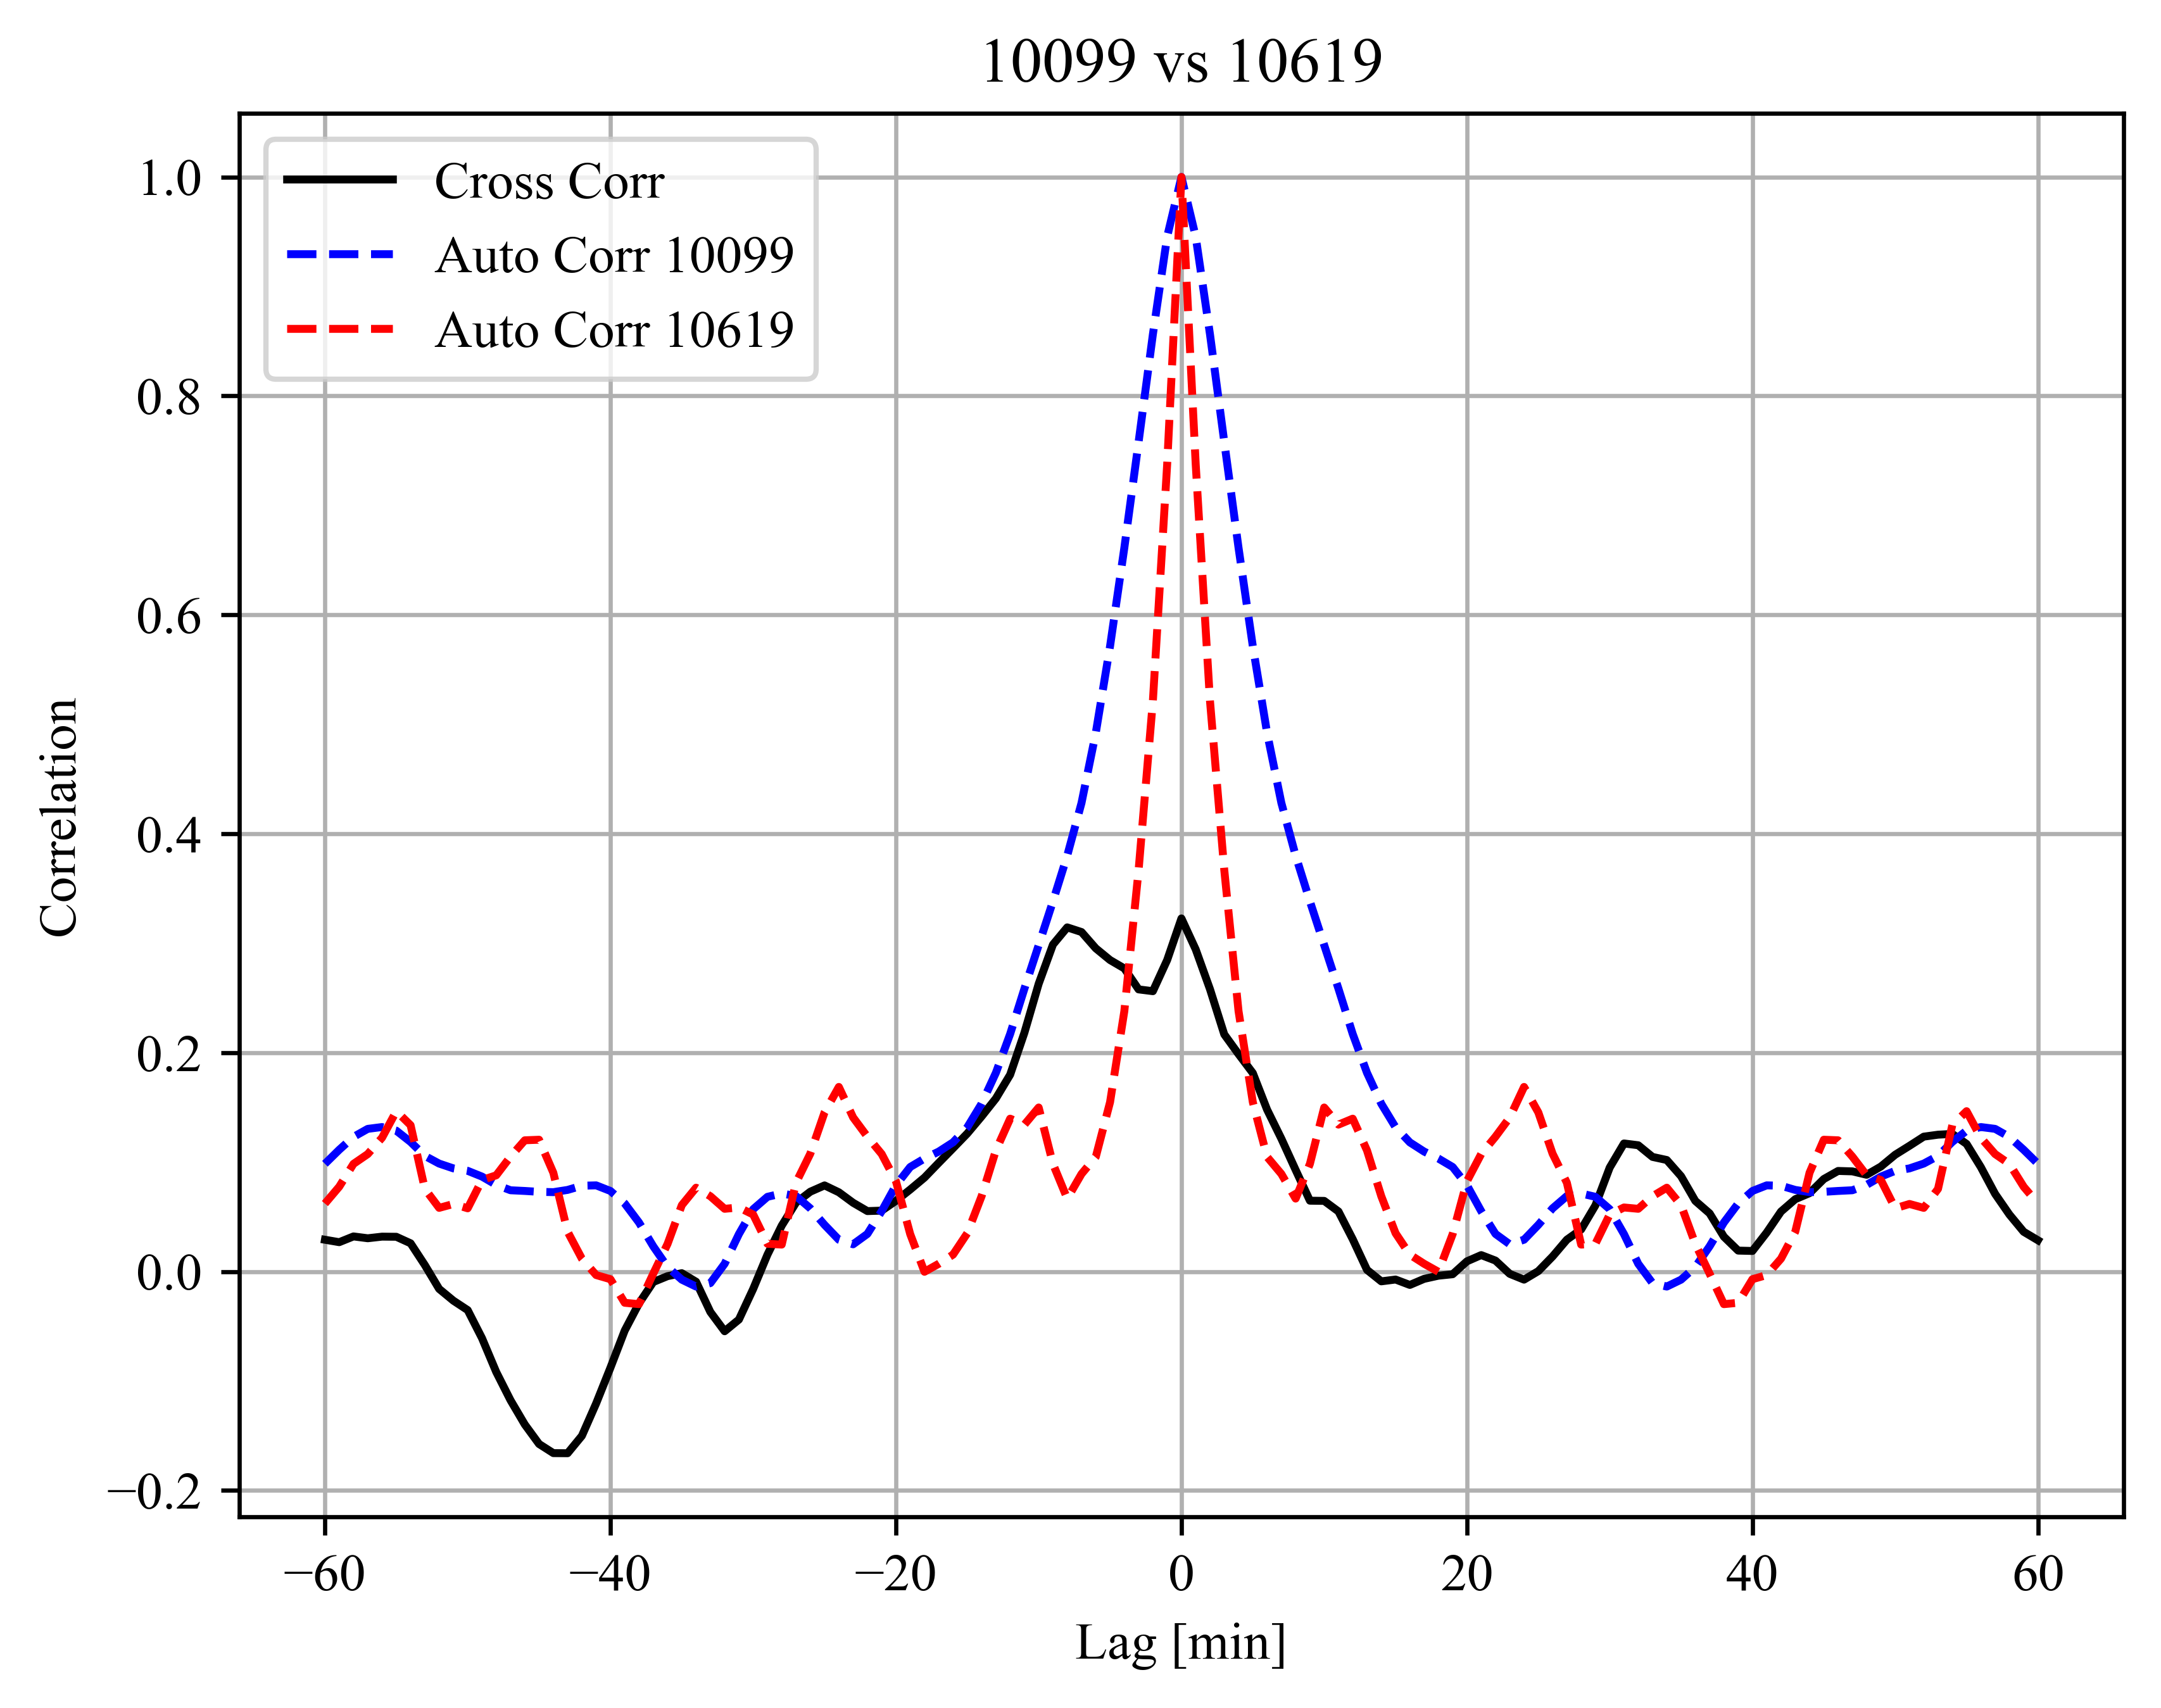 10099 vs 10619
Cross Corr
Auto Corr 10099
Auto Corr 10619
1.0
0.8
0.6
0.4
0.2
0.0
−0.2
Correlation
−60 −40 −20 0 20 40 60
Lag [min]